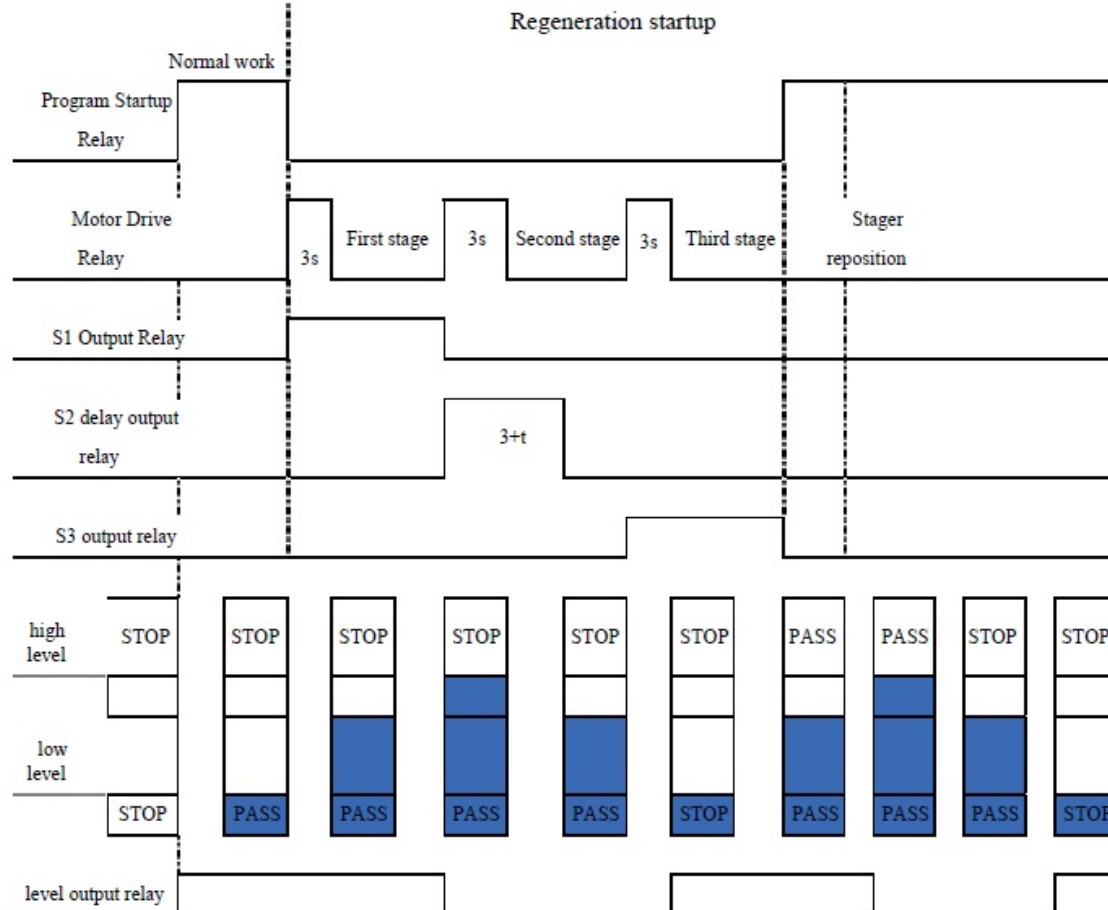 Regeneration startup
Normal work
Program Startup
Relay
Motor Drive
Relay
3s
First stage
3s
Second stage
3s
Third stage
Stager
reposition
S1 Output Relay
S2 delay output
relay
3+t
S3 output relay
high
level
STOP STOP STOP STOP STOP STOP PASS PASS STOP STOP
low
level
STOP PASS PASS PASS PASS STOP PASS PASS PASS STOP
level output relay